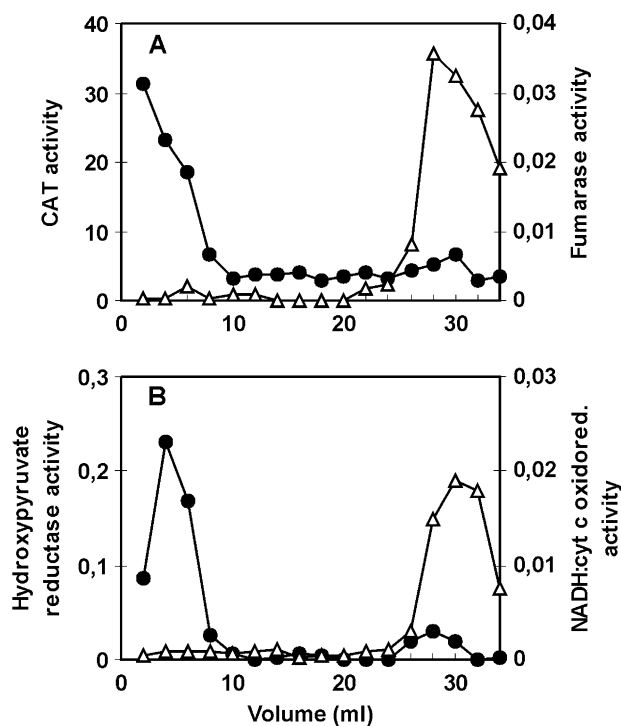 A
CAT activity
Fumarase activity
40
30
20
10
0
0,04
0,03
0,02
0,01
0
0 10 20 30
B
Hydroxypyruvate
reductase activity
NADH:cyt c oxidored.
activity
0,3
0,2
0,1
0
0,03
0,02
0,01
0
0 10 20 30
Volume (ml)